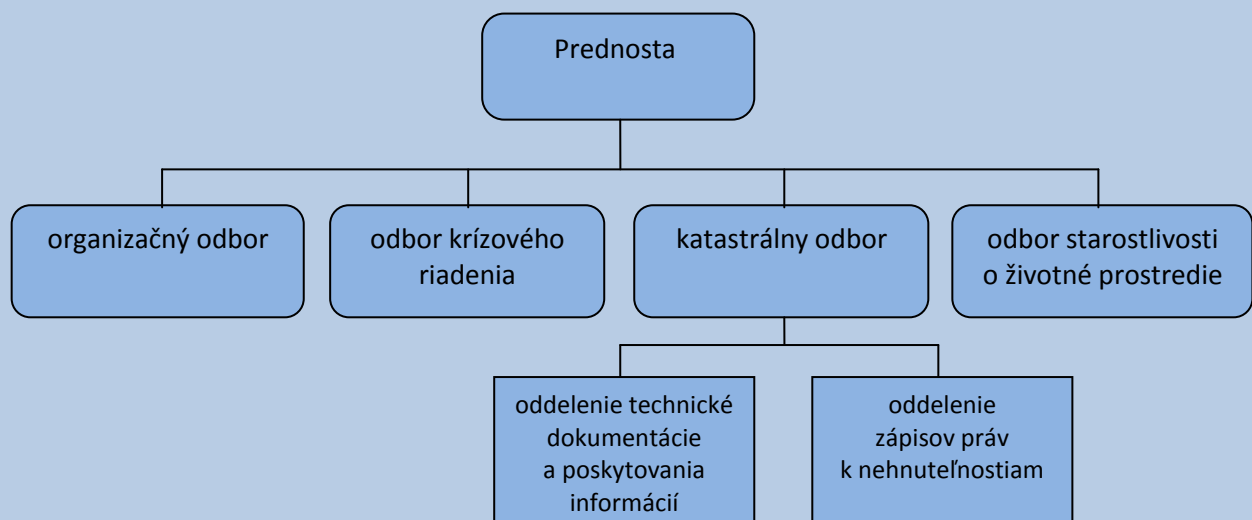 Prednosta
organizačný odbor
odbor krízového
riadenia
katastrálny odbor
odbor starostlivosti
o životné prostredie
oddelenie technické
dokumentácie
a poskytovania
informácií
oddelenie
zápisov práv
k nehnuteľnostiam